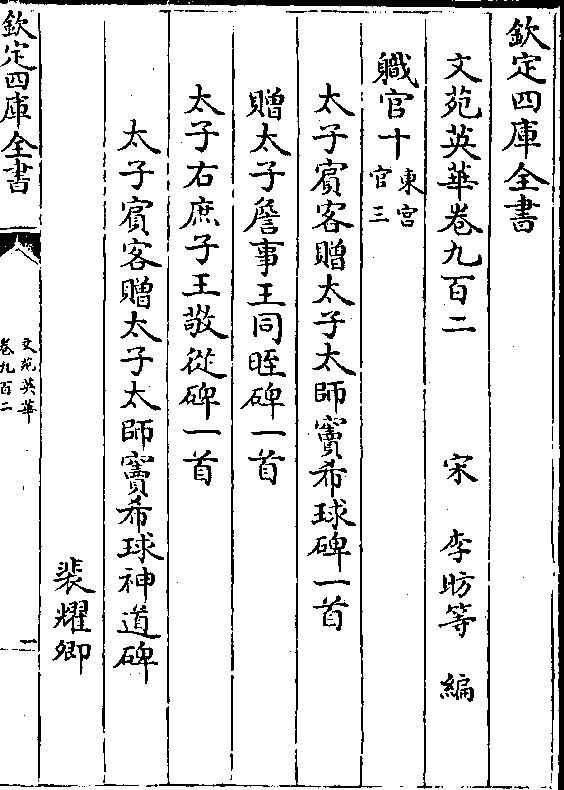 欽定四庫全書
文苑英華卷九百二　宋　李昉等　編
職官十東宮官三
太子賓客贈太子太師竇希球碑一首
贈太子詹事王同晊碑一首
太子右庶子王敬從碑一首
太子賓客贈太子太師竇希球神道碑
裴耀卿
欽定四庫全書
文苑英華
卷九百二
一